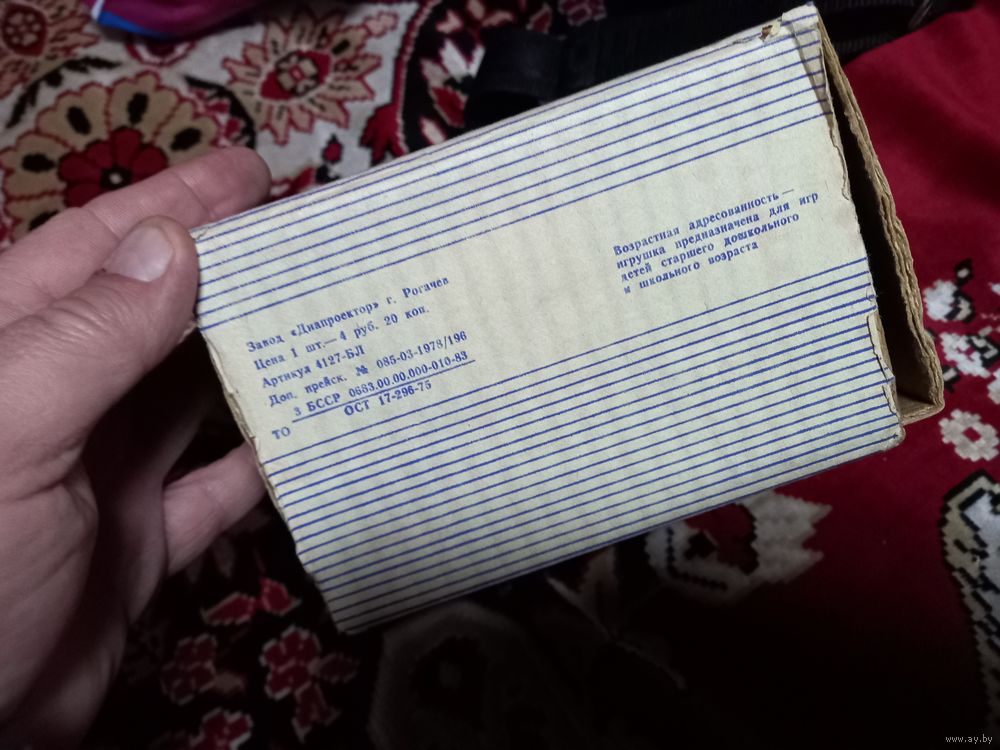 Завод «Диапроектор» г. Рогачев
Цена 1 шт.— 4 руб. 20 коп.
Артикул 4127-БЛ
Доп. прейск. № 085-03-1978/196
ТО 3 БССР 0663.00.00.000-010-83
ОСТ 17-296-75
Возрастная адресованность —
игрушка предназначена для игр
детей старшего дошкольного
и школьного возраста
www.ay.by